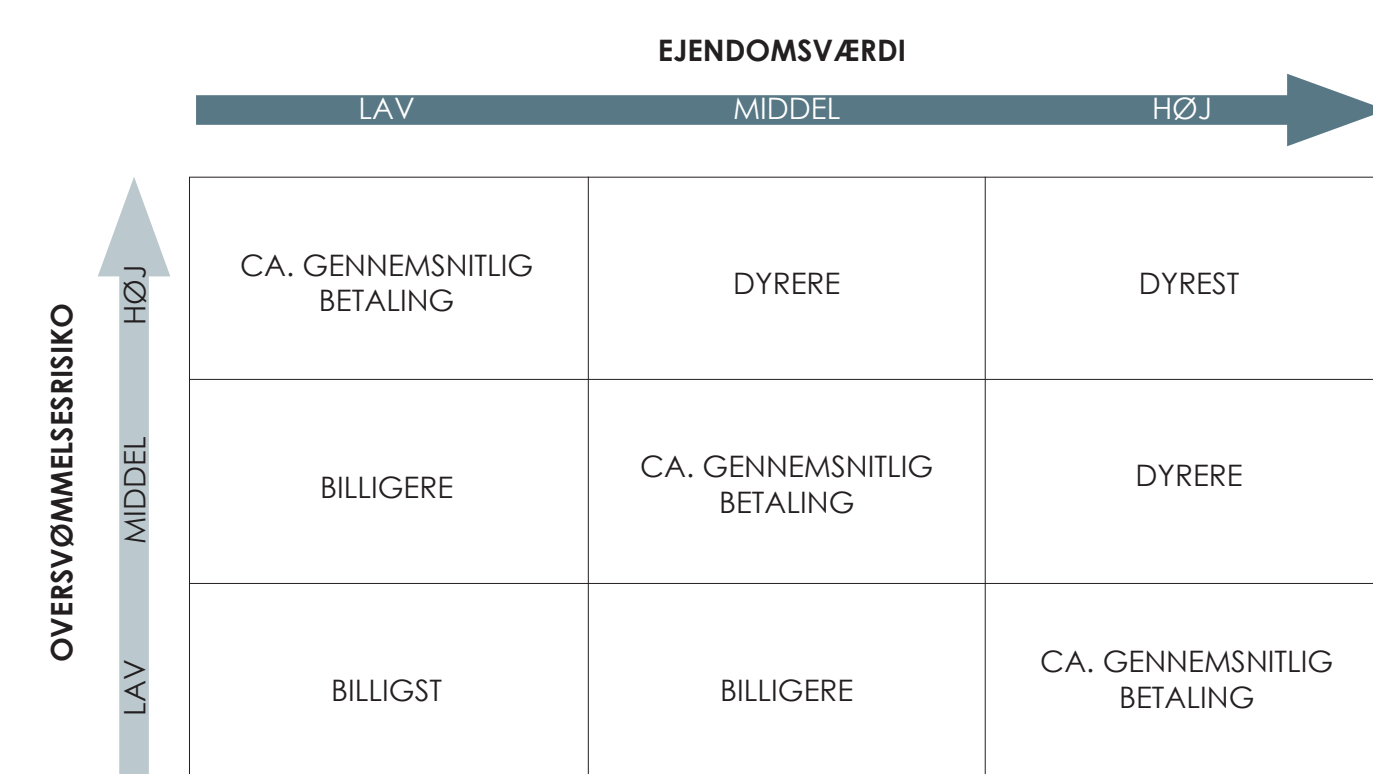 EJENDOMSVÆRDI
LAV MIDDEL HØJ
OVERSVØMMELSESRISIKO
HØJ
CA. GENNEMSNITLIG
BETALING
DYRERE
DYREST
MIDDEL
BILLIGERE
CA. GENNEMSNITLIG
BETALING
DYRERE
LAV
BILLIGST
BILLIGERE
CA. GENNEMSNITLIG
BETALING